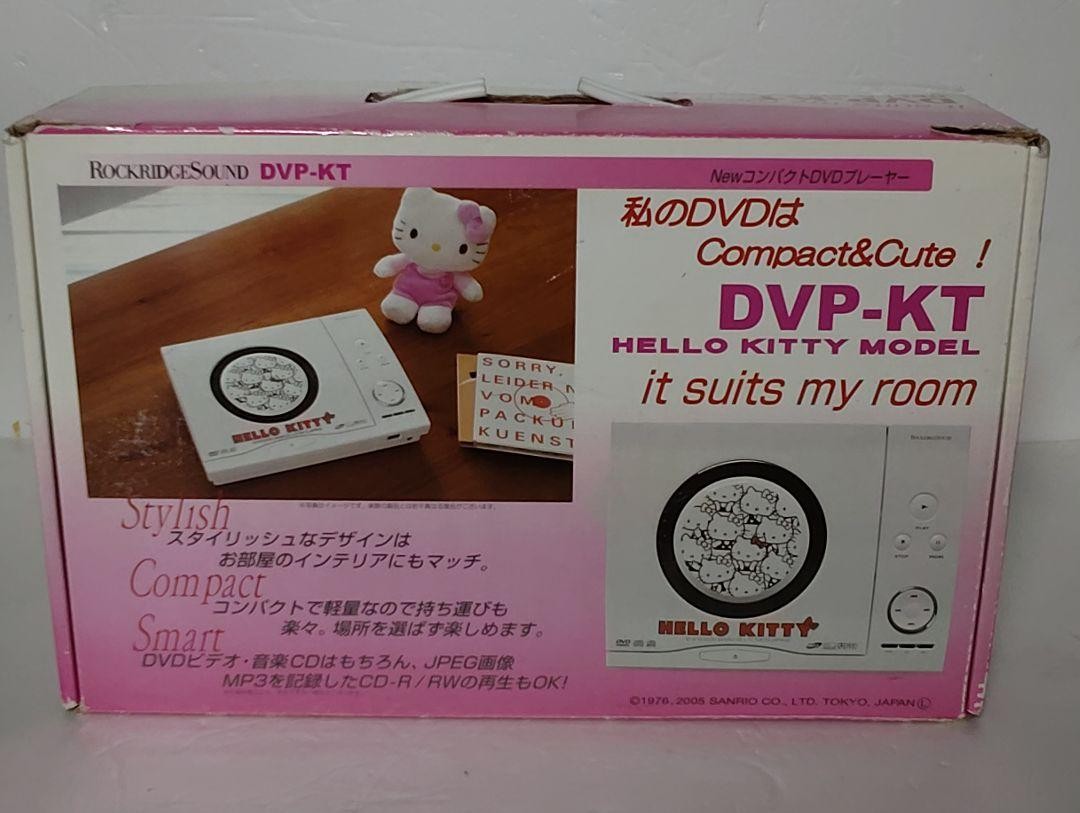 ROCKRIDGESOUND DVP-KT
NewコンパクトDVDプレーヤー
私のDVDは
Compact&Cute !
DVP-KT
HELLO KITTY MODEL
it suits my room
SORRY,
LEIDER N
VOM
PACKU
KUENST
HELLO KITTY
Stylish
スタイリッシュなデザインは
お部屋のインテリアにもマッチ。
Compact
コンパクトで軽量なので持ち運びも
楽々。場所を選ばず楽しめます。
Smart
DVDビデオ・音楽CDはもちろん、JPEG画像
MP3を記録したCD-R/RWの再生もOK!
ROCKRIDGESOUND
PLAY
STOP
HELLO KITTY
©1976, 2005 SANRIO CO., LTD. TOKYO, JAPAN Ⓛ